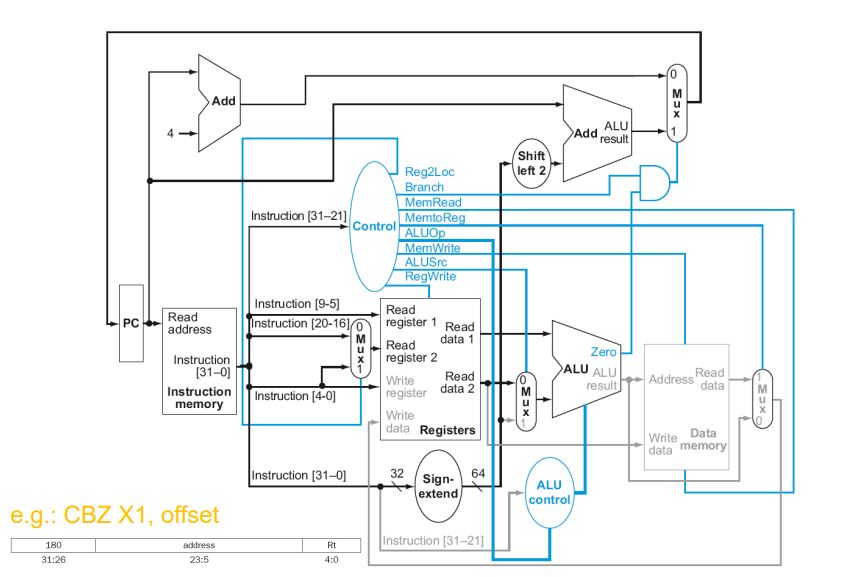 Add
4
Add ALU result
0
Mux
1
Shift left 2
Reg2Loc
Branch
MemRead
MemtoReg
ALUOp
MemWrite
ALUSrc
RegWrite
Control
Instruction [31–21]
PC
Read address
Instruction [31–0]
Instruction memory
Instruction [9-5]
Instruction [20-16]
Instruction [4-0]
0
Mux
1
Read register 1
Read register 2
Write register
Write data
Read data 1
Read data 2
Registers
0
Mux
1
Zero
ALU
ALU result
Address
Read data
Write data
Data memory
1
Mux
0
Instruction [31–0]
32
Sign-extend
64
ALU control
Instruction [31–21]
e.g.: CBZ X1, offset
180 address Rt
31:26 23:5 4:0